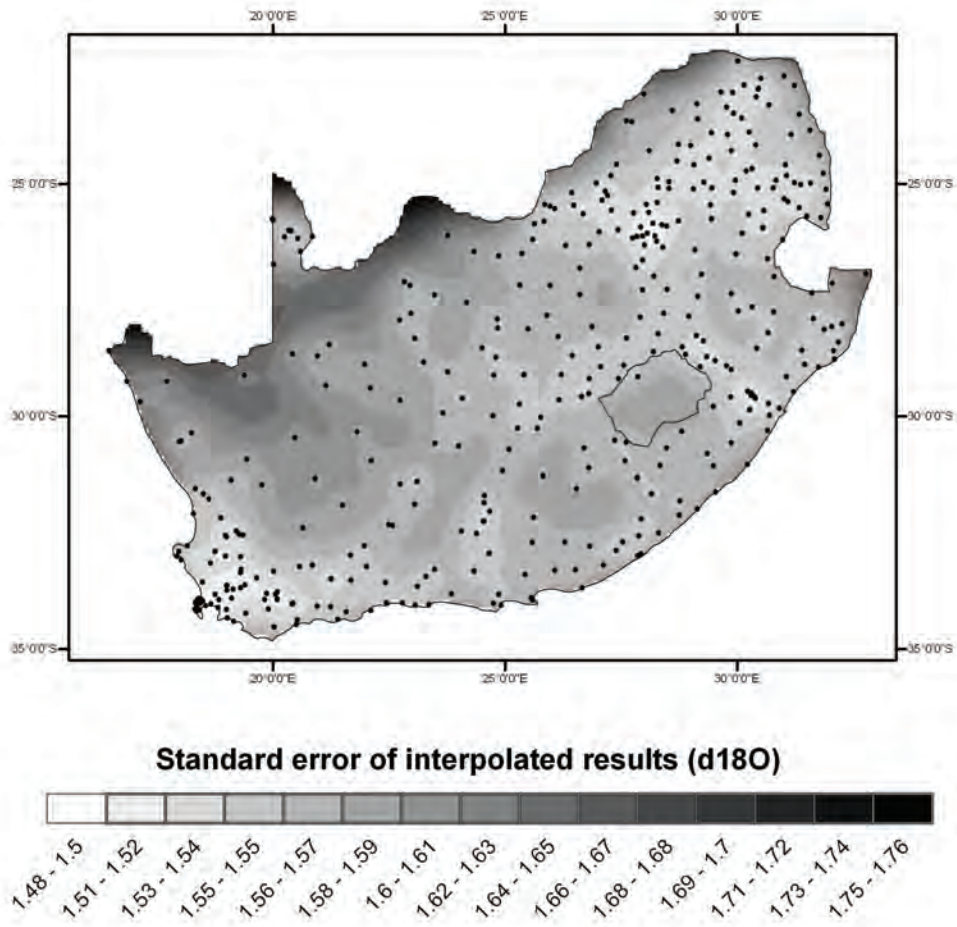 20°0'0"E 25°0'0"E 30°0'0"E
25°0'0"S 25°0'0"S
30°0'0"S 30°0'0"S
35°0'0"S 35°0'0"S
20°0'0"E 25°0'0"E 30°0'0"E
Standard error of interpolated results (d18O)
1.48 - 1.5
1.51 - 1.52
1.53 - 1.54
1.55 - 1.55
1.56 - 1.57
1.58 - 1.59
1.6 - 1.61
1.62 - 1.63
1.64 - 1.65
1.66 - 1.67
1.68 - 1.68
1.69 - 1.7
1.71 - 1.72
1.73 - 1.74
1.75 - 1.76